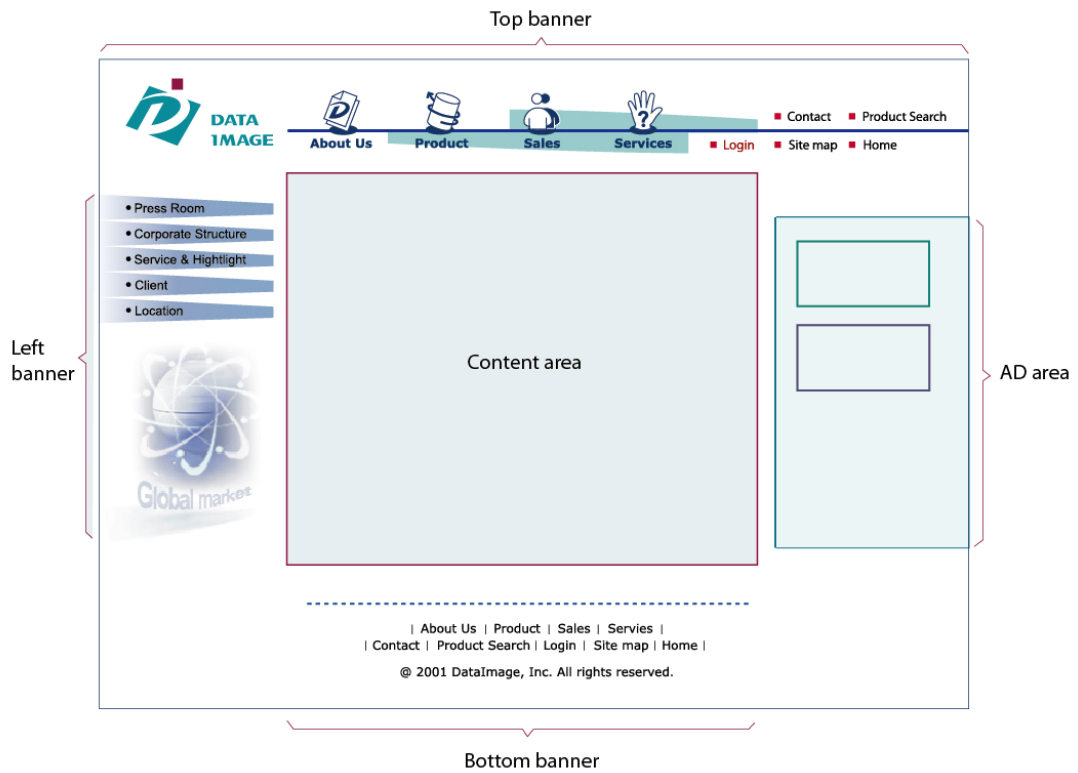 Top banner
DATA
IMAGE
Contact Product Search
About Us Product Sales Services
?
Login Site map Home
• Press Room
• Corporate Structure
• Service & Hightlight
• Client
• Location
Left
banner
Content area
AD area
Global market
| About Us | Product | Sales | Servies |
| Contact | Product Search | Login | Site map | Home |
@ 2001 DataImage, Inc. All rights reserved.
Bottom banner